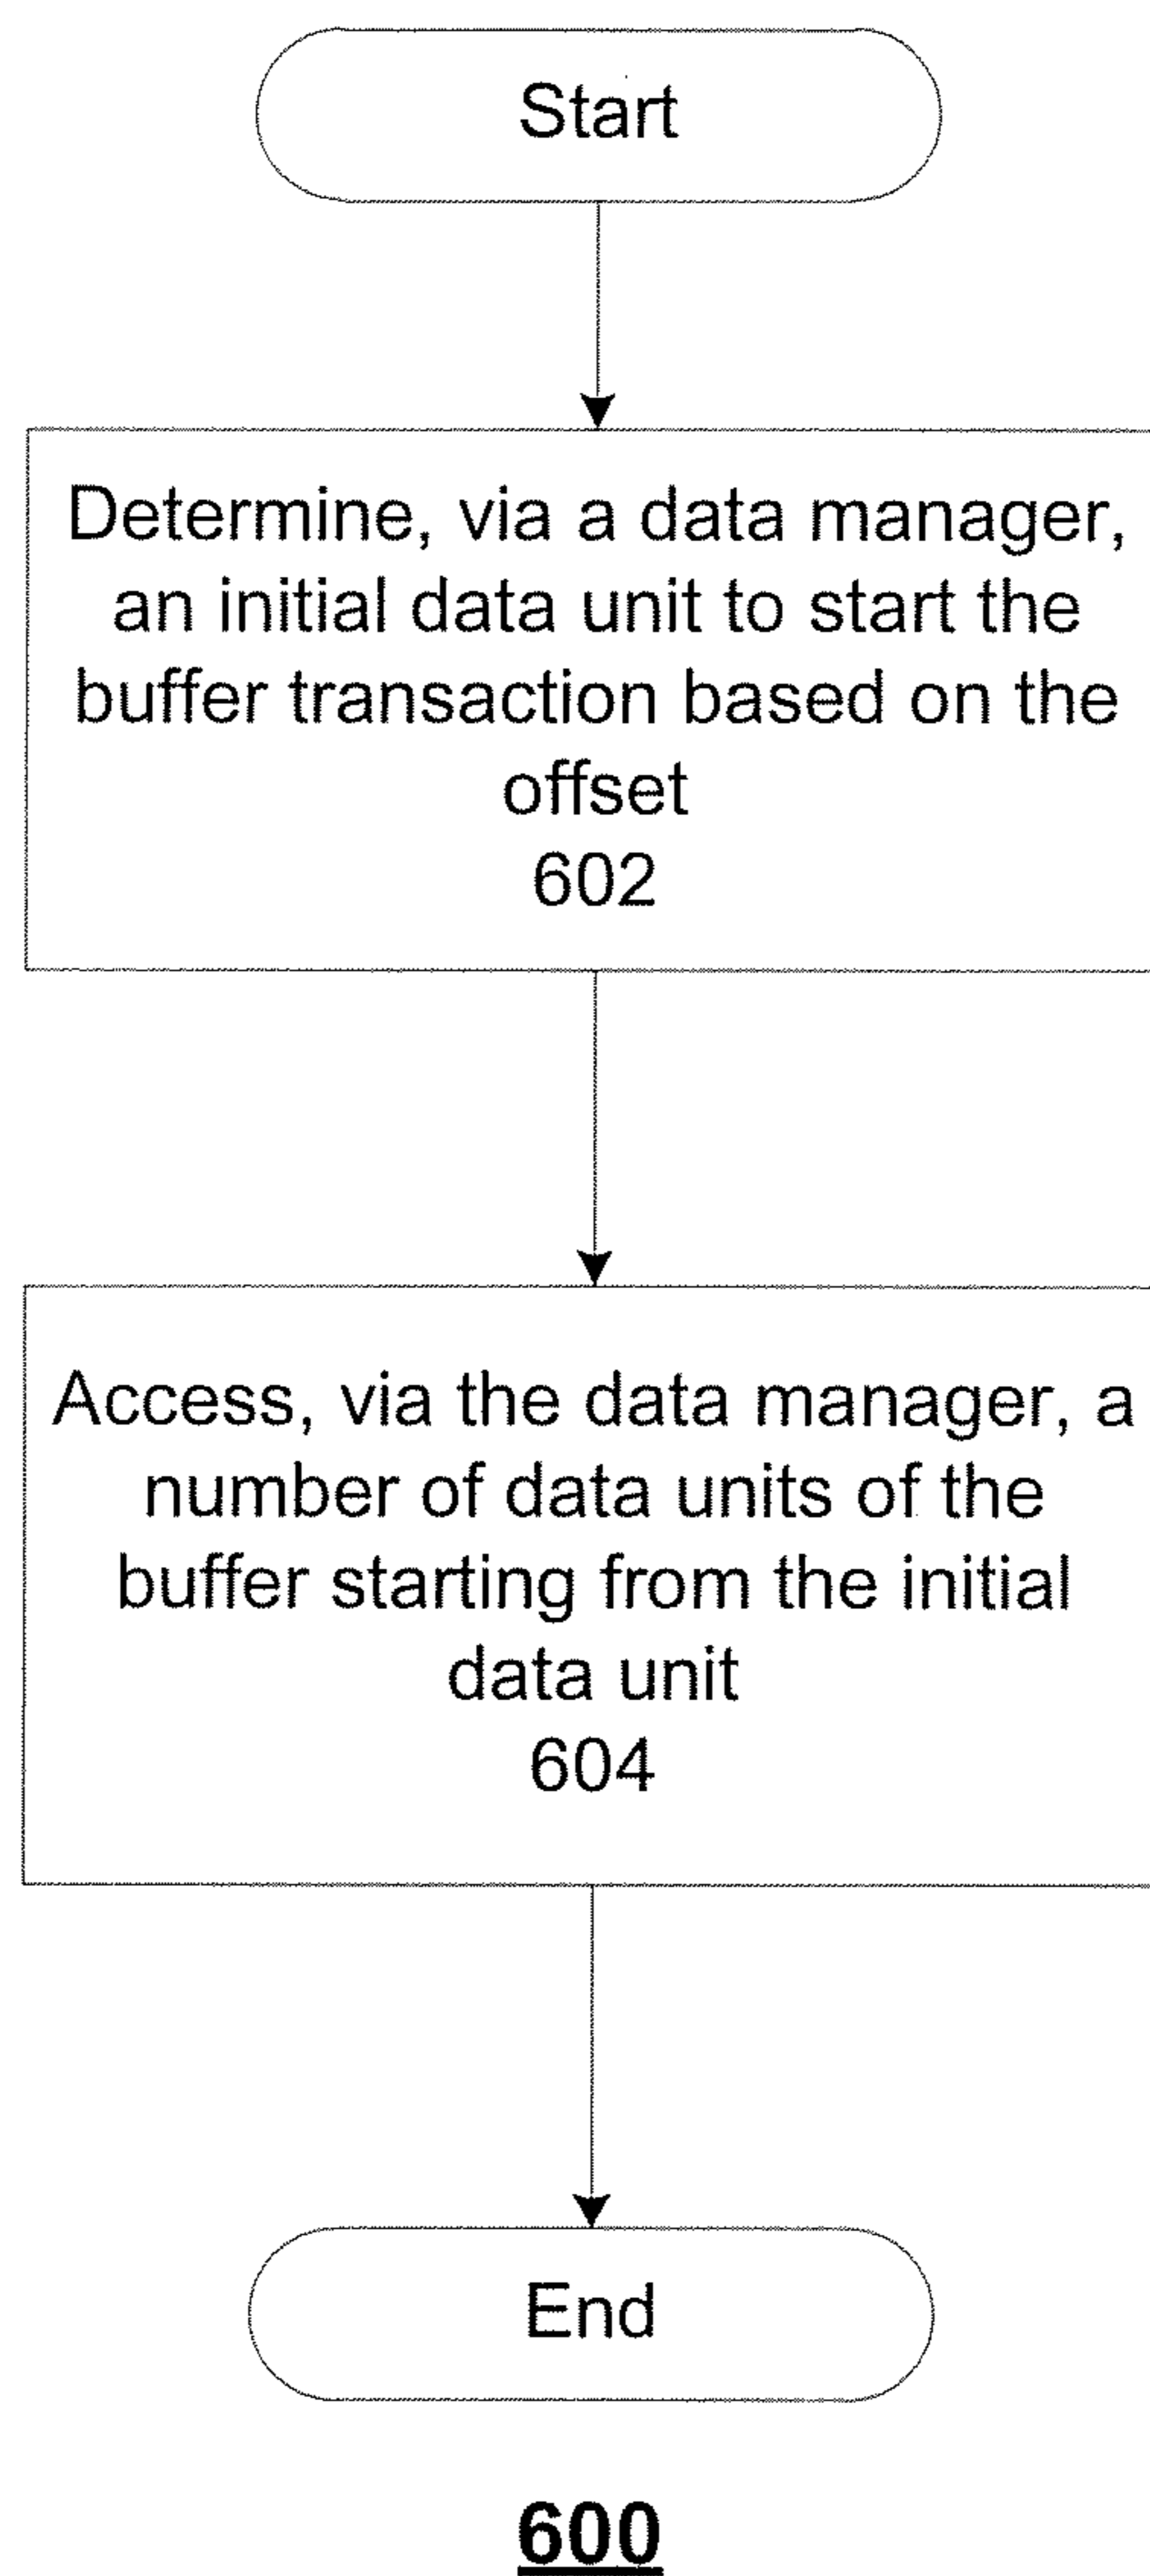 Start
Determine, via a data manager,
an initial data unit to start the
buffer transaction based on the
offset
602
Access, via the data manager, a
number of data units of the
buffer starting from the initial
data unit
604
End
600